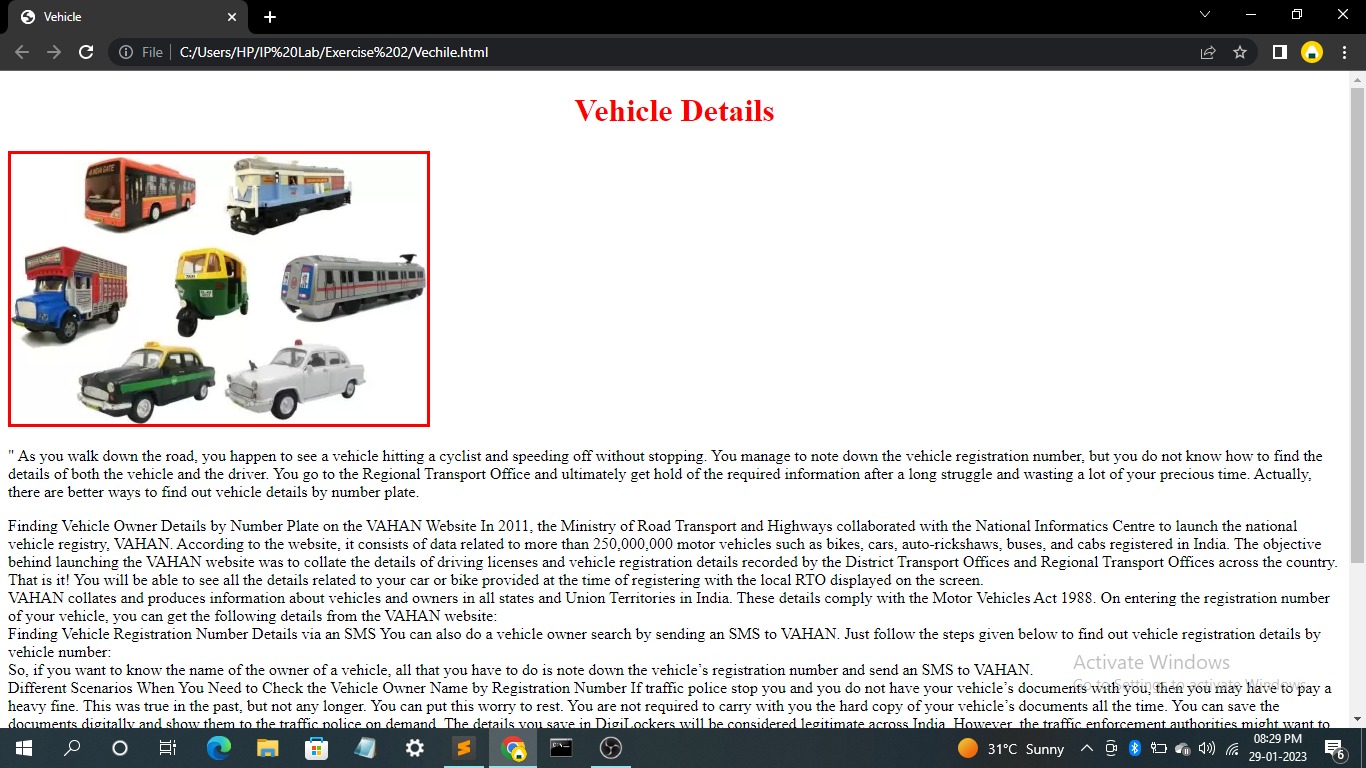 Vehicle
File C:/Users/HP/IP%20Lab/Exercise%202/Vechile.html
Vehicle Details
" As you walk down the road, you happen to see a vehicle hitting a cyclist and speeding off without stopping. You manage to note down the vehicle registration number, but you do not know how to find the
details of both the vehicle and the driver. You go to the Regional Transport Office and ultimately get hold of the required information after a long struggle and wasting a lot of your precious time. Actually,
there are better ways to find out vehicle details by number plate.
Finding Vehicle Owner Details by Number Plate on the VAHAN Website In 2011, the Ministry of Road Transport and Highways collaborated with the National Informatics Centre to launch the national
vehicle registry, VAHAN. According to the website, it consists of data related to more than 250,000,000 motor vehicles such as bikes, cars, auto-rickshaws, buses, and cabs registered in India. The objective
behind launching the VAHAN website was to collate the details of driving licenses and vehicle registration details recorded by the District Transport Offices and Regional Transport Offices across the country.
That is it! You will be able to see all the details related to your car or bike provided at the time of registering with the local RTO displayed on the screen.
VAHAN collates and produces information about vehicles and owners in all states and Union Territories in India. These details comply with the Motor Vehicles Act 1988. On entering the registration number
of your vehicle, you can get the following details from the VAHAN website:
Finding Vehicle Registration Number Details via an SMS You can also do a vehicle owner search by sending an SMS to VAHAN. Just follow the steps given below to find out vehicle registration details by
vehicle number:
So, if you want to know the name of the owner of a vehicle, all that you have to do is note down the vehicle’s registration number and send an SMS to VAHAN.
Activate Windows
Go to Settings to activate Windows.
Different Scenarios When You Need to Check the Vehicle Owner Name by Registration Number If traffic police stop you and you do not have your vehicle’s documents with you, then you may have to pay a
heavy fine. This was true in the past, but not any longer. You can put this worry to rest. You are not required to carry with you the hard copy of your vehicle’s documents all the time. You can save the
documents digitally and show them to the traffic police on demand. The details you save in DigiLockers will be considered legitimate across India. However, the traffic enforcement authorities might want to
31°C Sunny
08:29 PM
29-01-2023
6